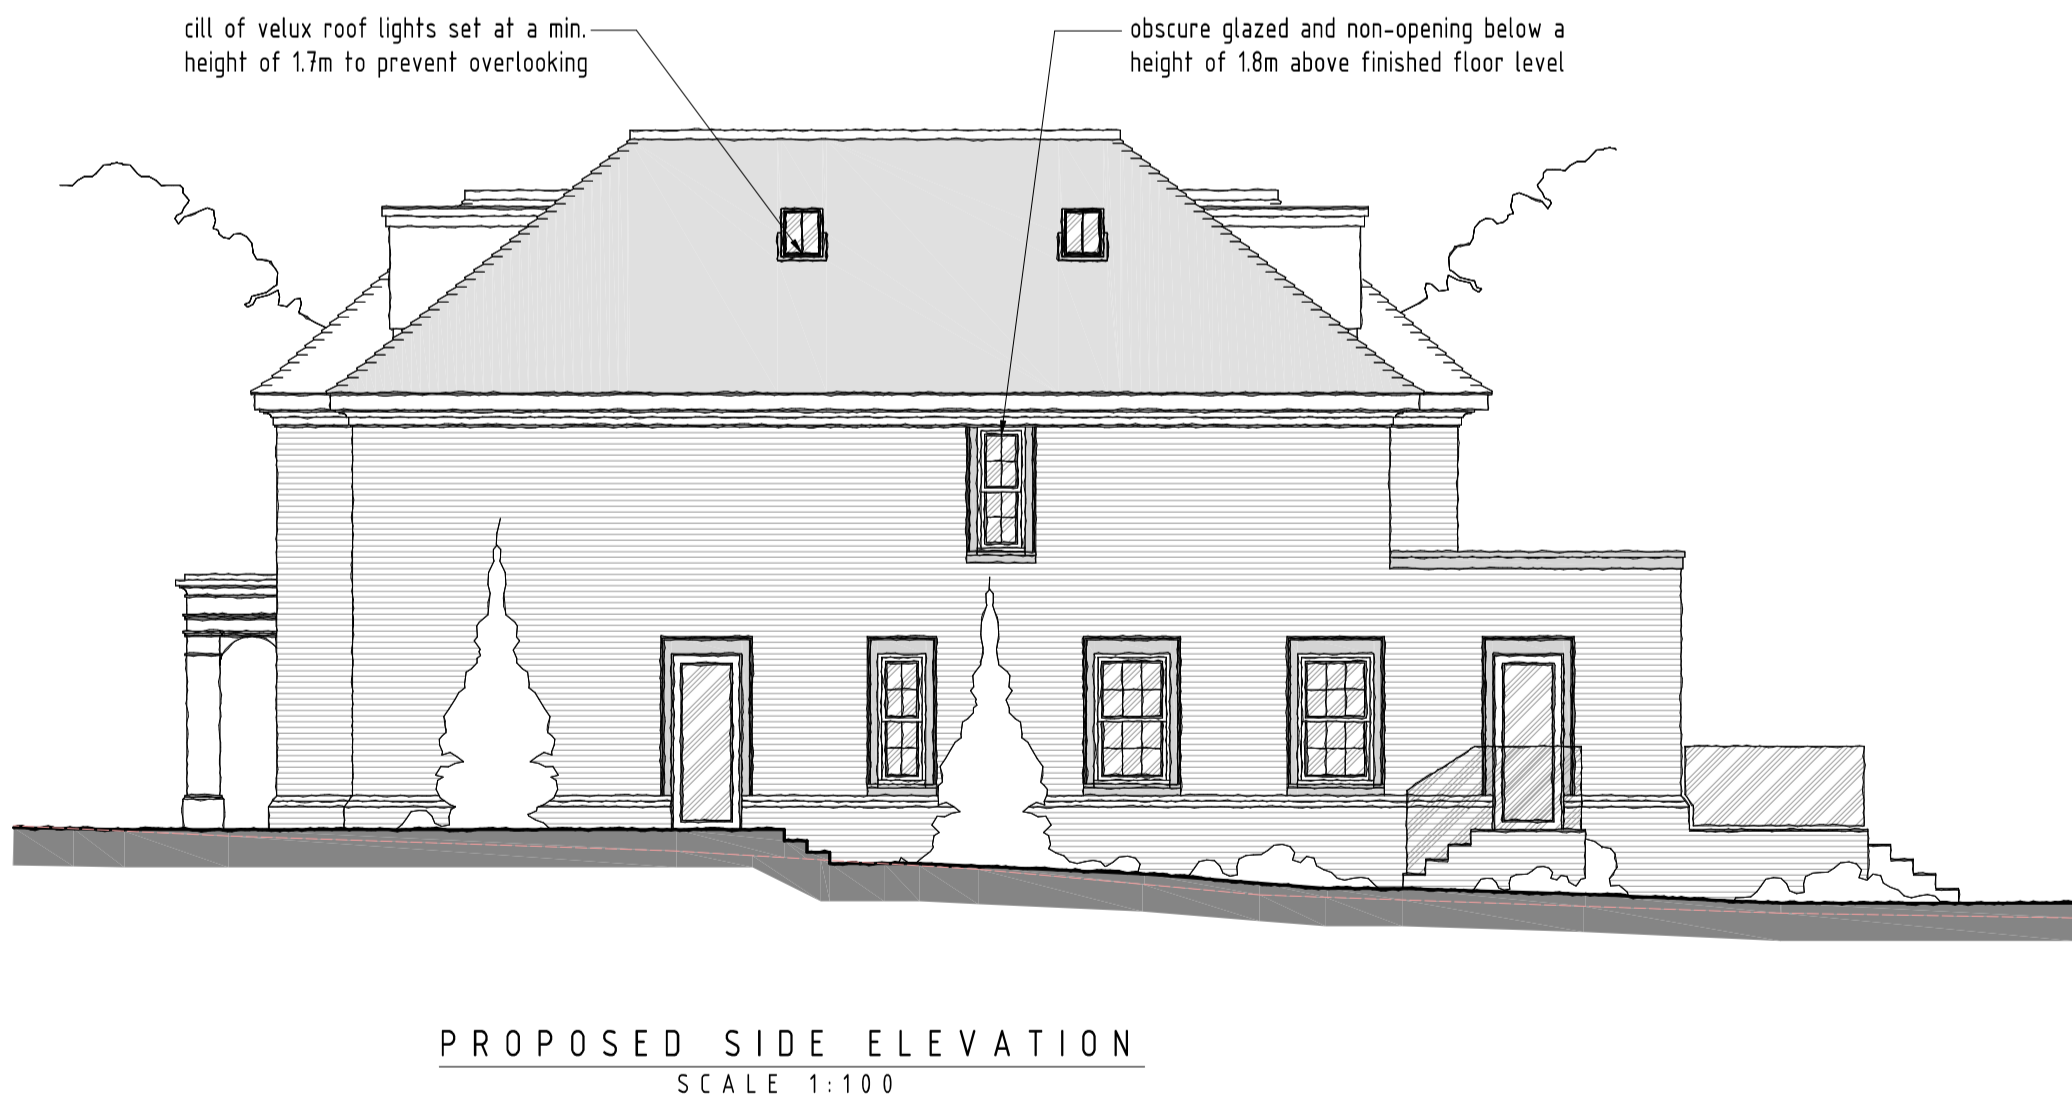 cill of velux roof lights set at a min.
height of 1.7m to prevent overlooking
obscure glazed and non-opening below a
height of 1.8m above finished floor level
PROPOSED SIDE ELEVATION
SCALE 1:100